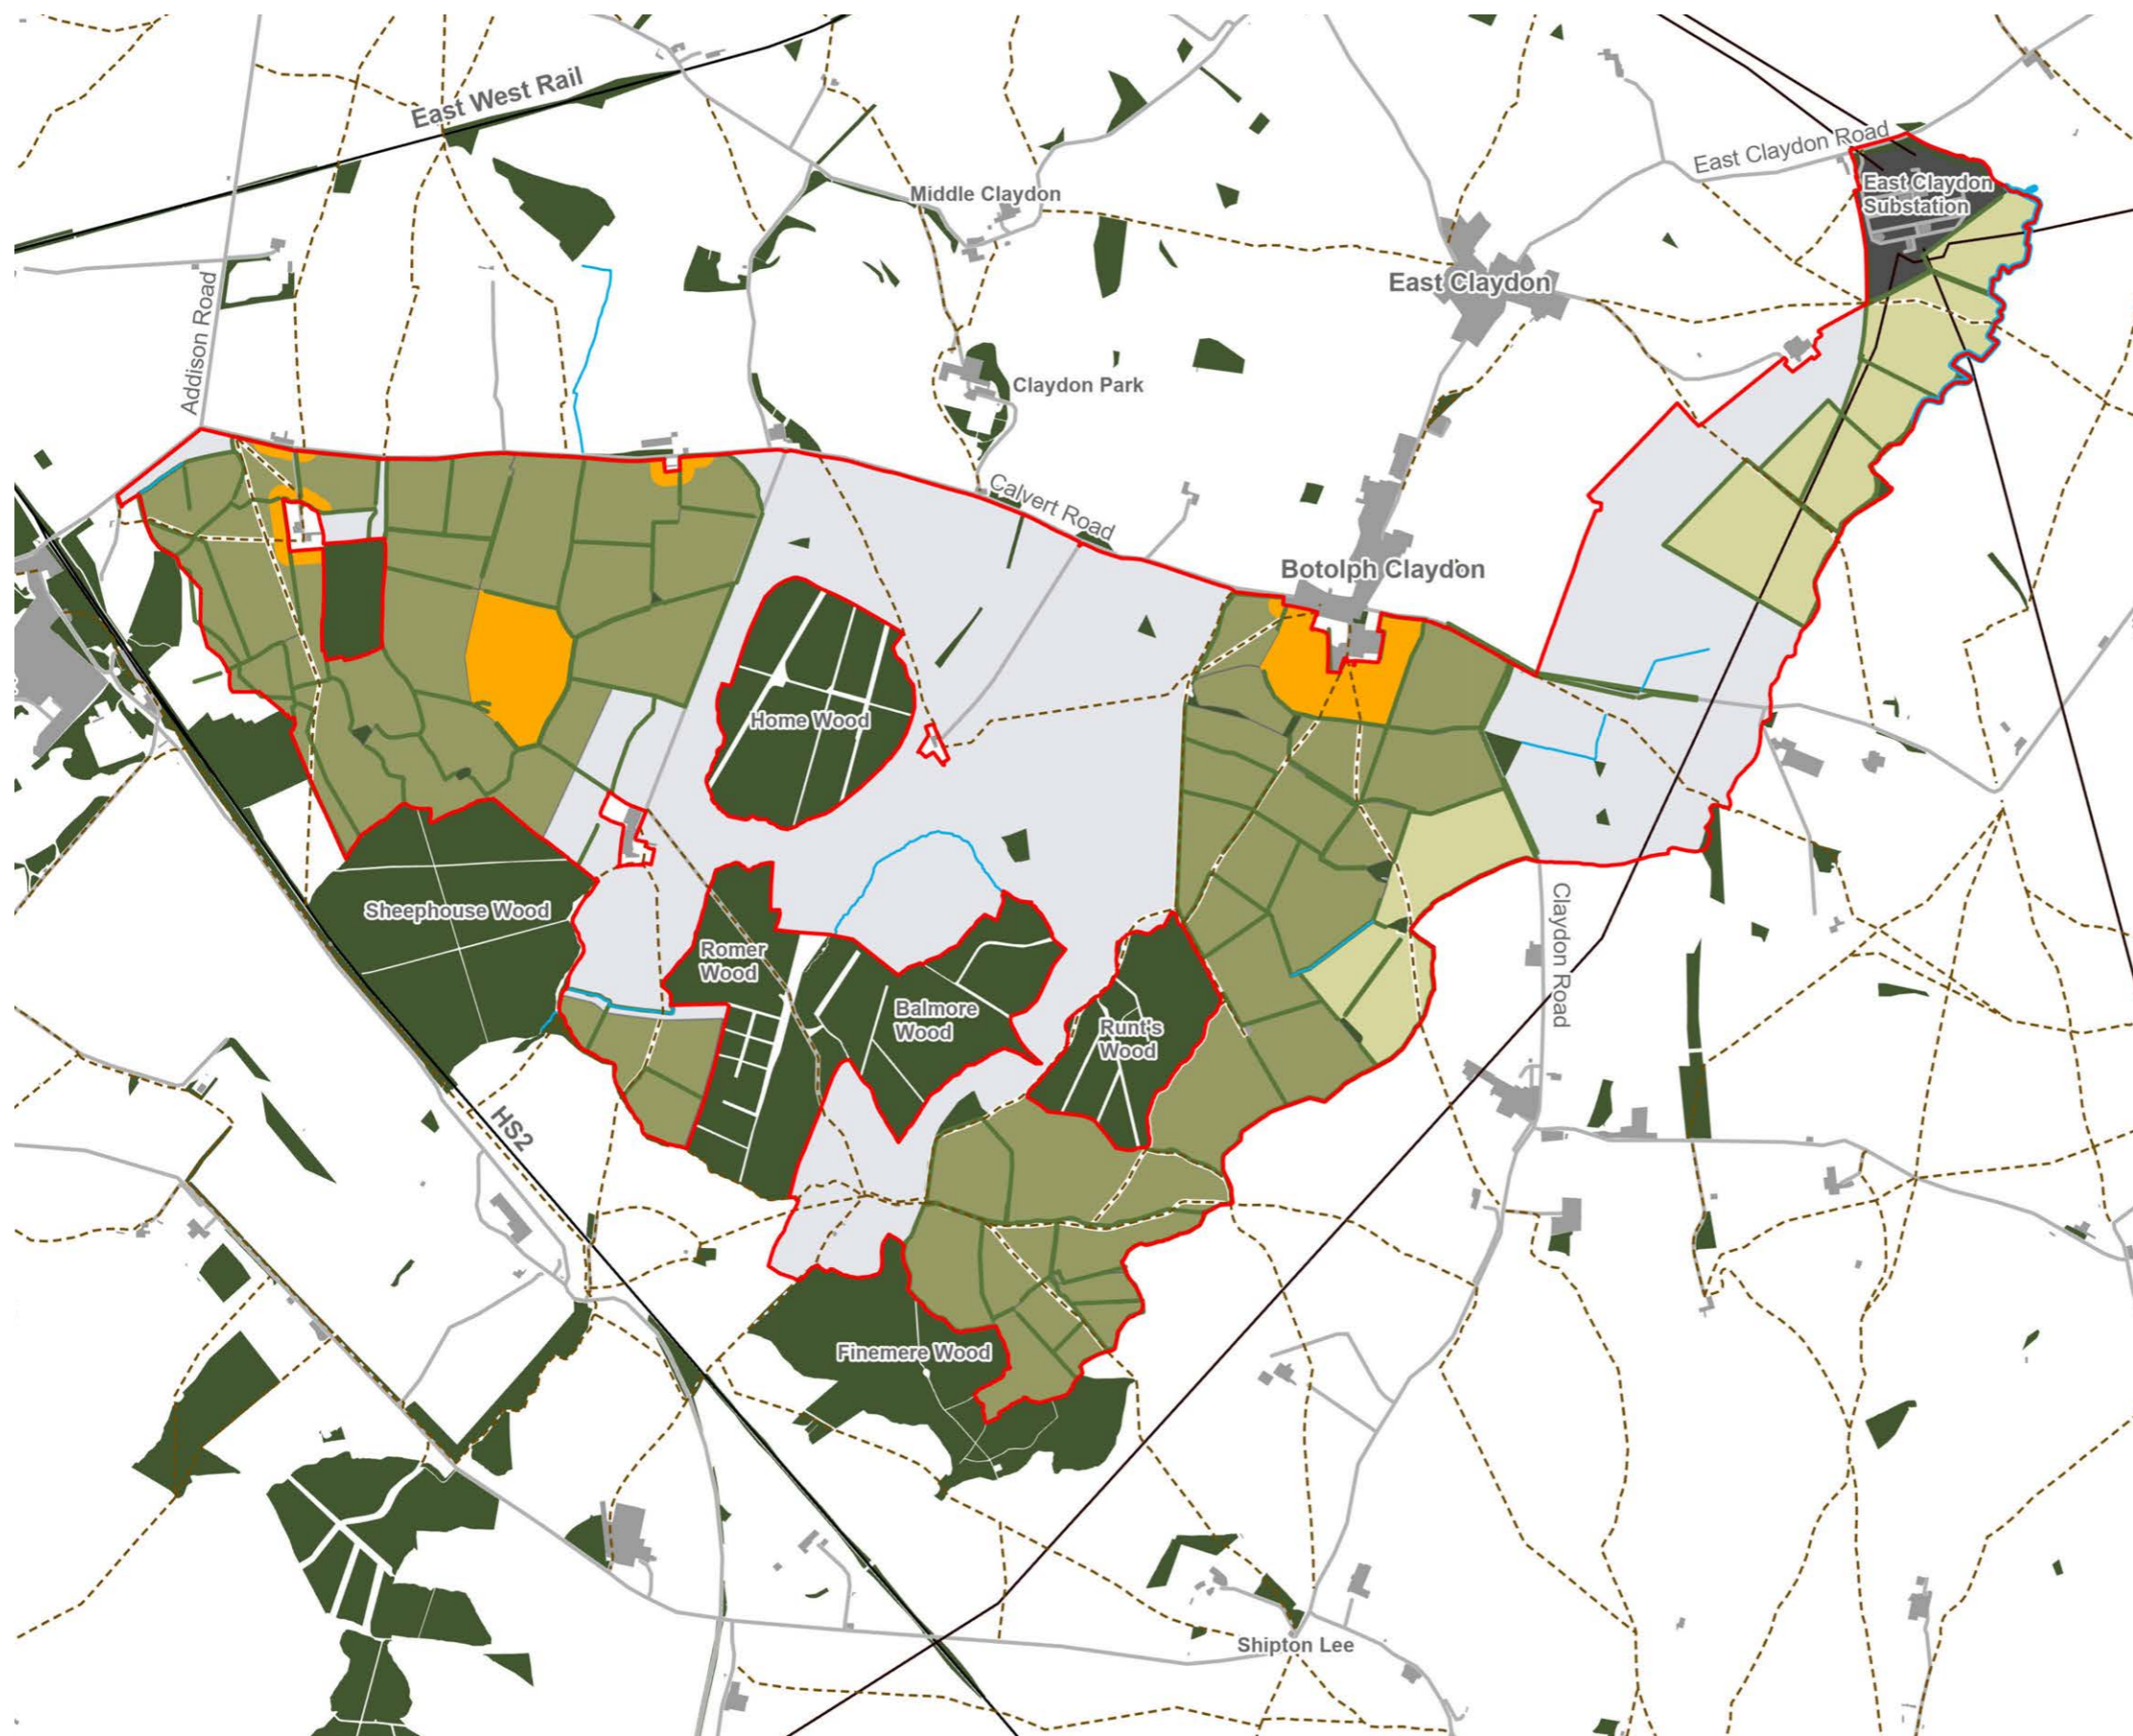 East West Rail
East Claydon Road
Middle Claydon
East Claydon
Substation
East Claydon
Addison Road
Claydon Park
Calvert Road
Botolph Claydon
Home Wood
Sheephouse Wood
Romer
Wood
Balmore
Wood
Runt's
Wood
Claydon Road
HS2
Finemere Wood
Shipton Lee